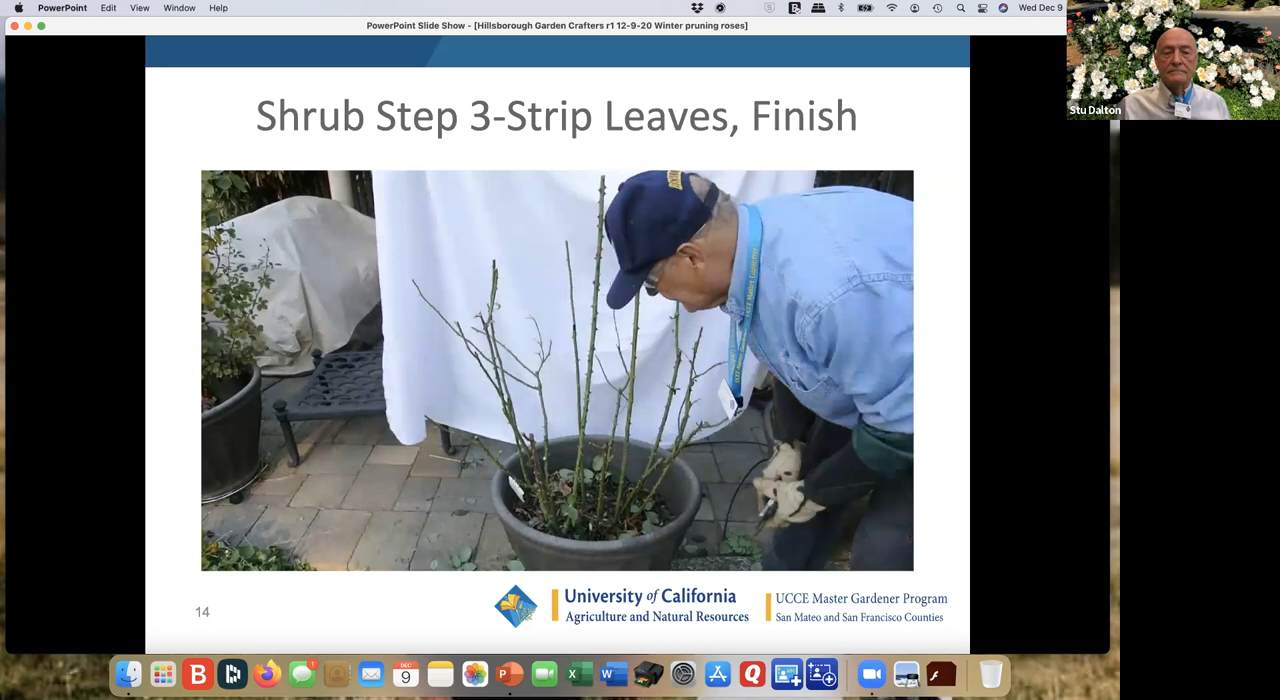 PowerPoint Edit View Window Help Wed Dec 9
PowerPoint Slide Show - [Hillsborough Garden Crafters r1 12-9-20 Winter pruning roses]
Stu Dalton
Shrub Step 3-Strip Leaves, Finish
14
University of California
Agriculture and Natural Resources
UCCE Master Gardener Program
San Mateo and San Francisco Counties
DEC
9